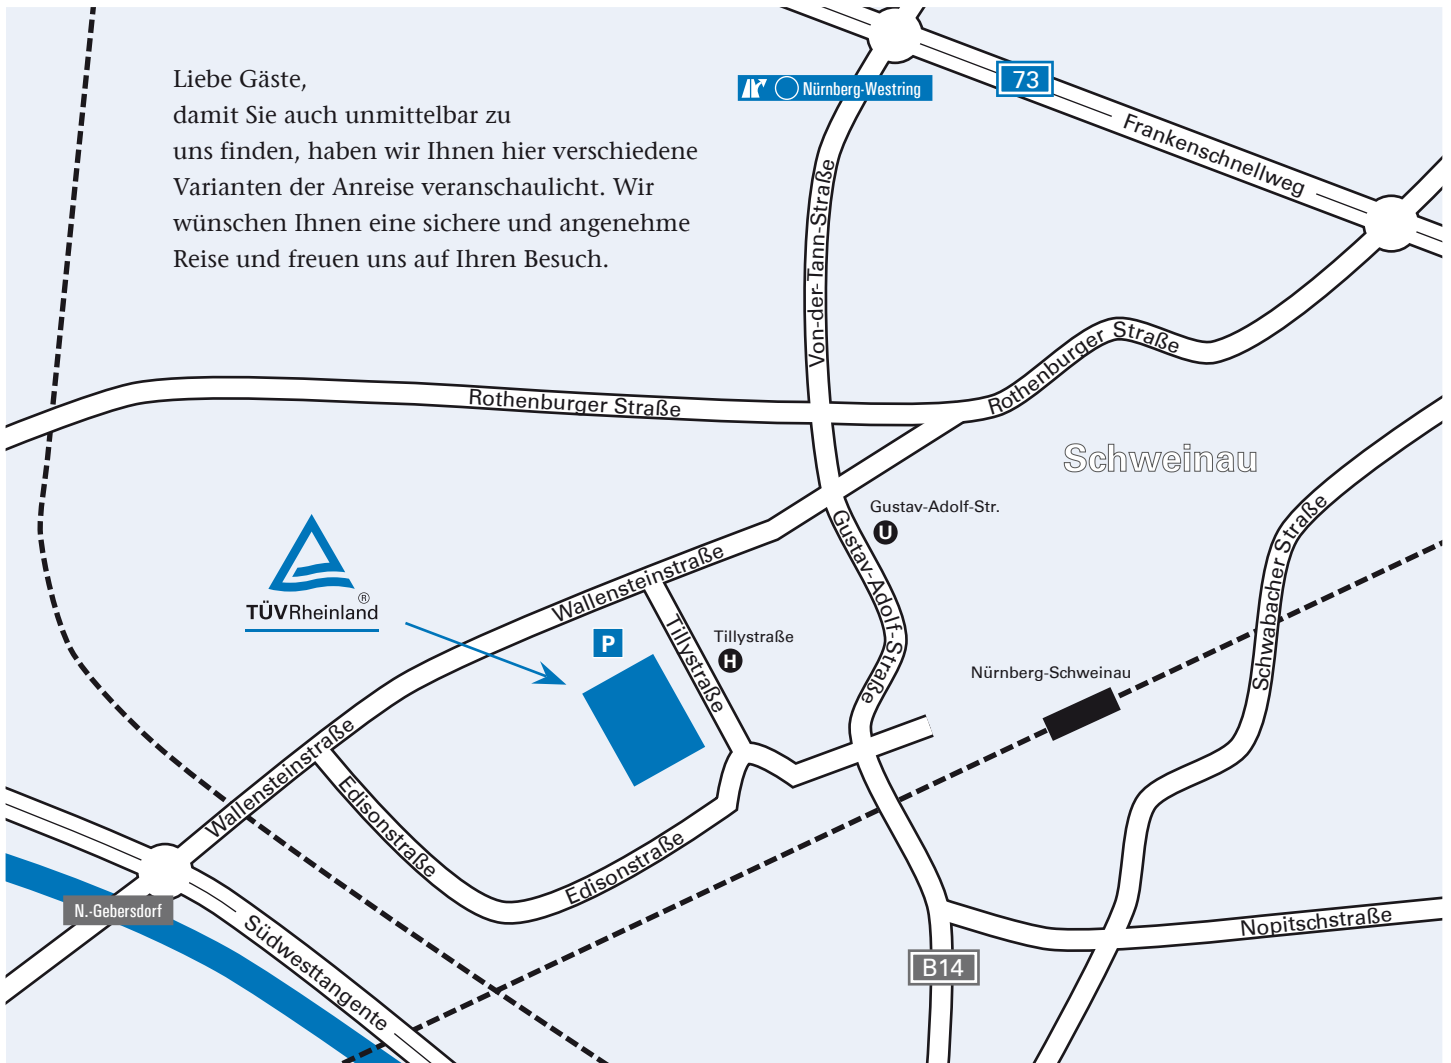 Liebe Gäste,
damit Sie auch unmittelbar zu
uns finden, haben wir Ihnen hier verschiedene
Varianten der Anreise veranschaulicht. Wir
wünschen Ihnen eine sichere und angenehme
Reise und freuen uns auf Ihren Besuch.
Nürnberg-Westring
73
Frankenschnellweg
Von-der-Tann-Straße
Rothenburger Straße
Rothenburger Straße
Schweinau
Gustav-Adolf-Str.
U
Gustav-Adolf-Straße
Schwabacher Straße
TÜVRheinland®
Wallensteinstraße
P
Tillystraße
Tillystraße
H
Nürnberg-Schweinau
Wallensteinstraße
Edisonstraße
Edisonstraße
N.-Gebersdorf
Südwesttangente
Nopitschstraße
B14